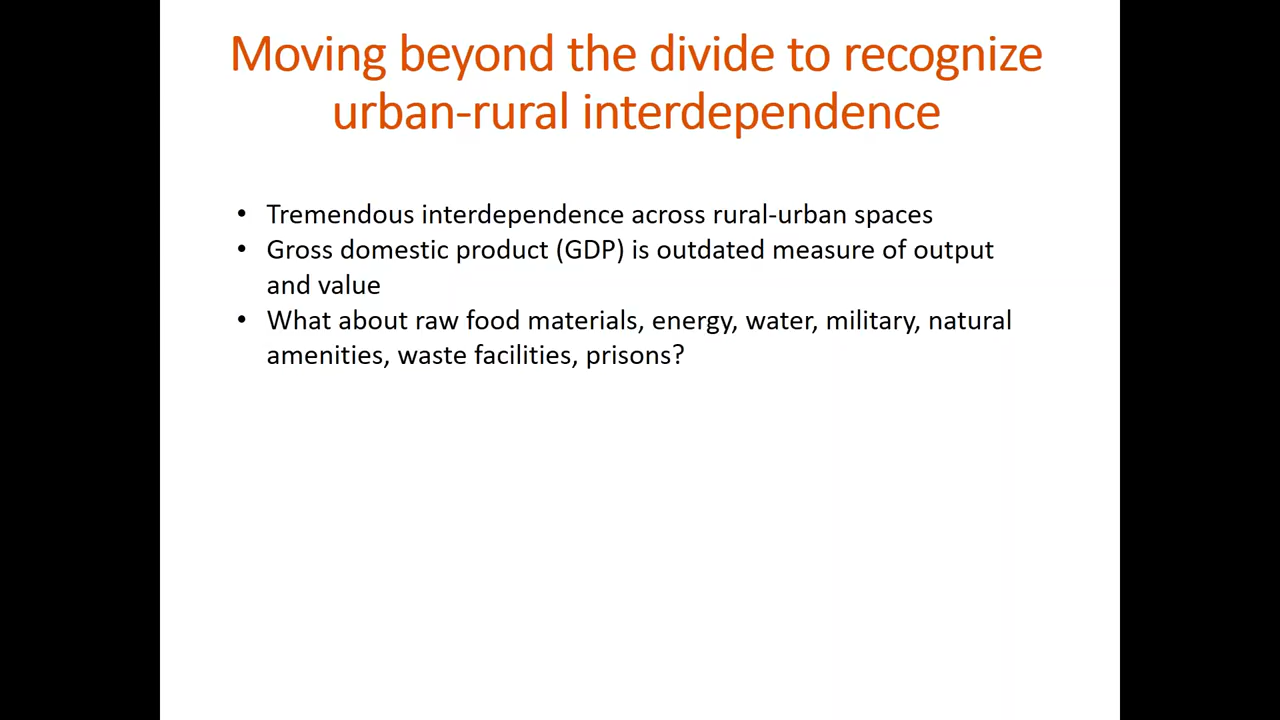 Moving beyond the divide to recognize
urban-rural interdependence
• Tremendous interdependence across rural-urban spaces
• Gross domestic product (GDP) is outdated measure of output
and value
• What about raw food materials, energy, water, military, natural
amenities, waste facilities, prisons?